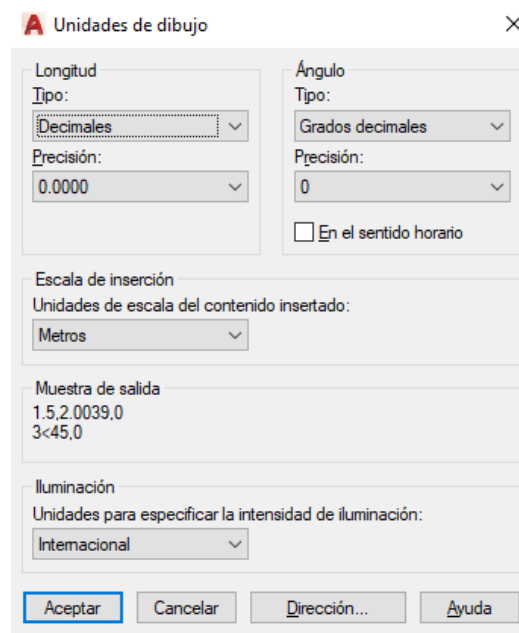 Unidades de dibujo
Longitud
Tipo:
Decimales
Precisión:
0.0000
Ángulo
Tipo:
Grados decimales
Precisión:
0
En el sentido horario
Escala de inserción
Unidades de escala del contenido insertado:
Metros
Muestra de salida
1.5,2.0039,0
3<45,0
Iluminación
Unidades para especificar la intensidad de iluminación:
Internacional
Aceptar
Cancelar
Dirección...
Ayuda